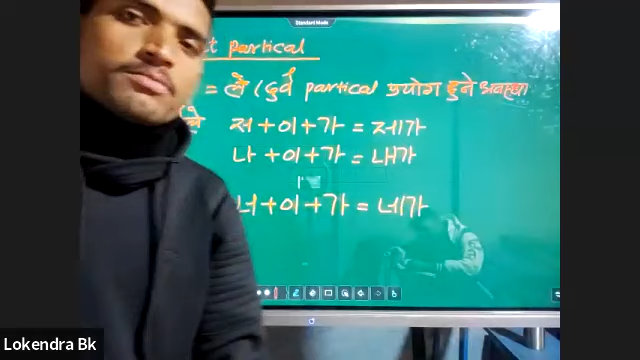 Standard Mode
t partical
= ले (दुवै partical प्रयोग हुने अवस्था
ले 저 + 이 + 가 = 제가
나 + 이 + 가 = 내가
너 + 이 + 가 = 네가
Lokendra Bk